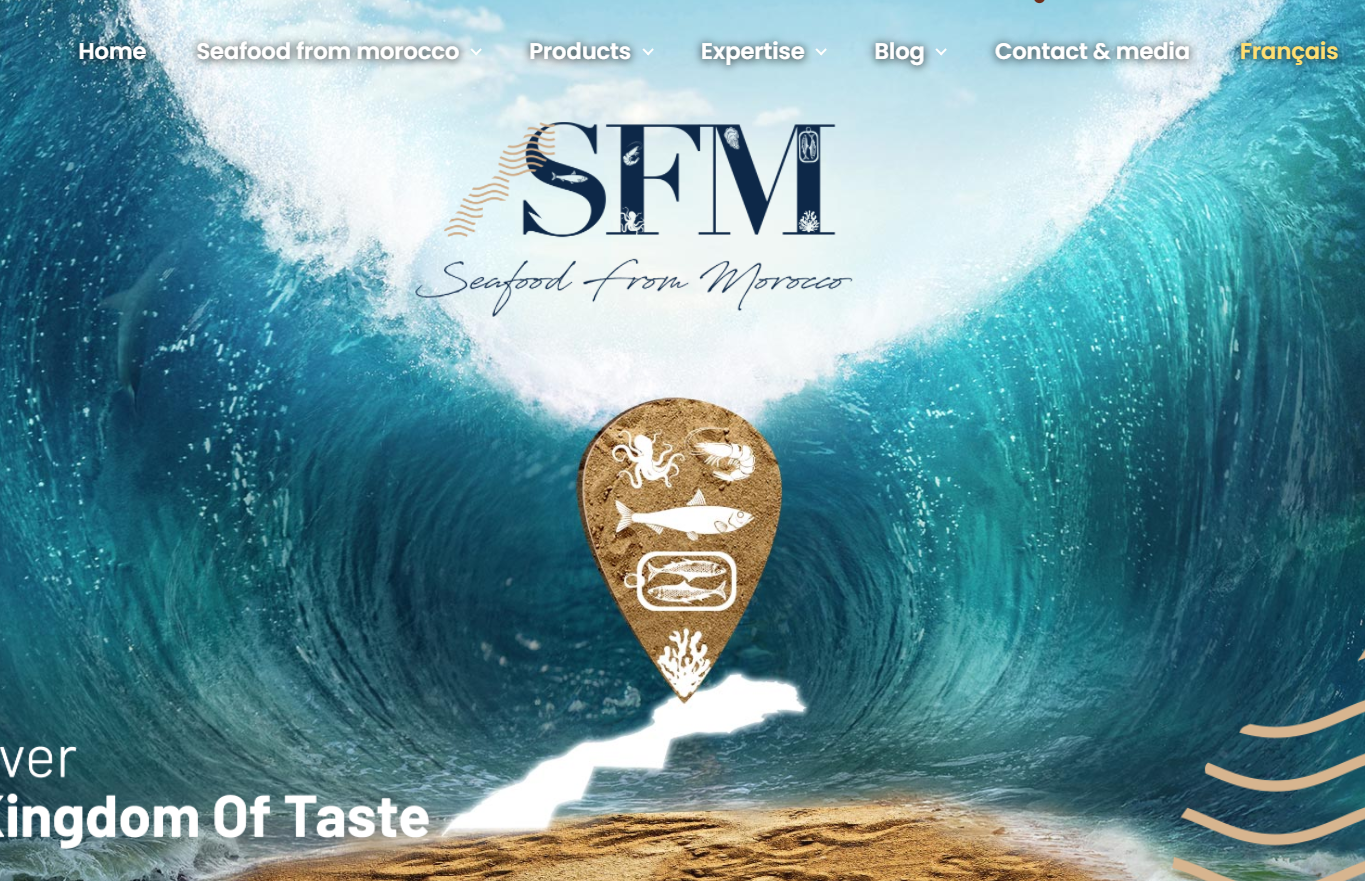 Home Seafood from morocco Products Expertise Blog Contact & media Français
SFM
Seafood From Morocco
ver
Kingdom Of Taste